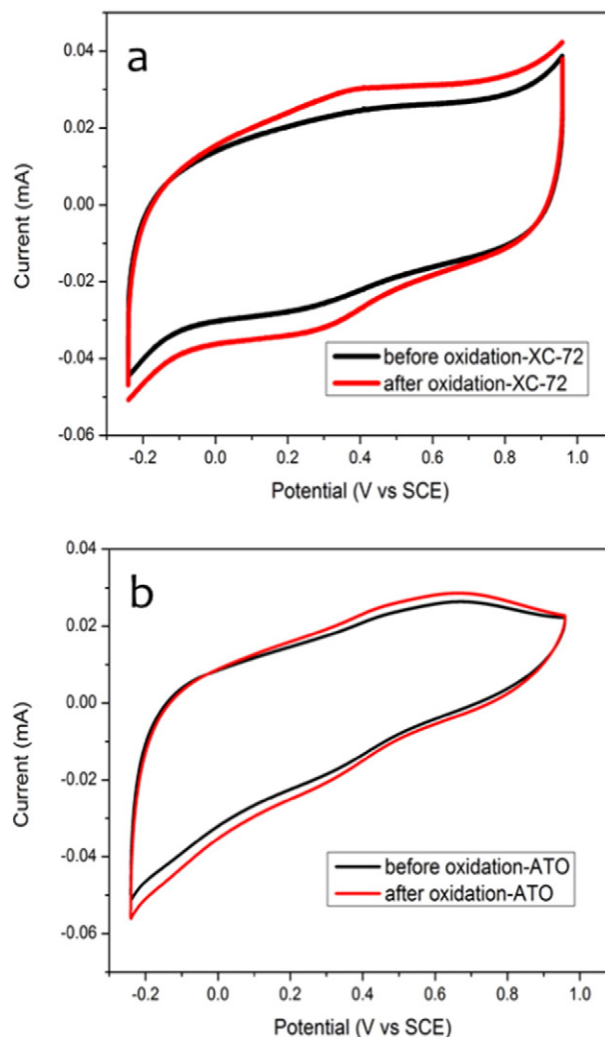 a
0.04
0.02
0.00
-0.02
-0.04
-0.06
Current (mA)
before oxidation-XC-72
after oxidation-XC-72
-0.2 0.0 0.2 0.4 0.6 0.8 1.0
Potential (V vs SCE)
b
0.04
0.02
0.00
-0.02
-0.04
-0.06
Current (mA)
before oxidation-ATO
after oxidation-ATO
-0.2 0.0 0.2 0.4 0.6 0.8 1.0
Potential (V vs SCE)